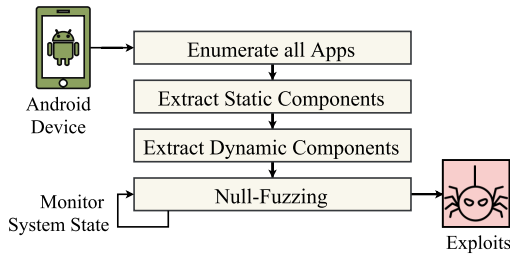 Enumerate all Apps
Android
Device
Extract Static Components
Extract Dynamic Components
Null-Fuzzing
Monitor
System State
Exploits